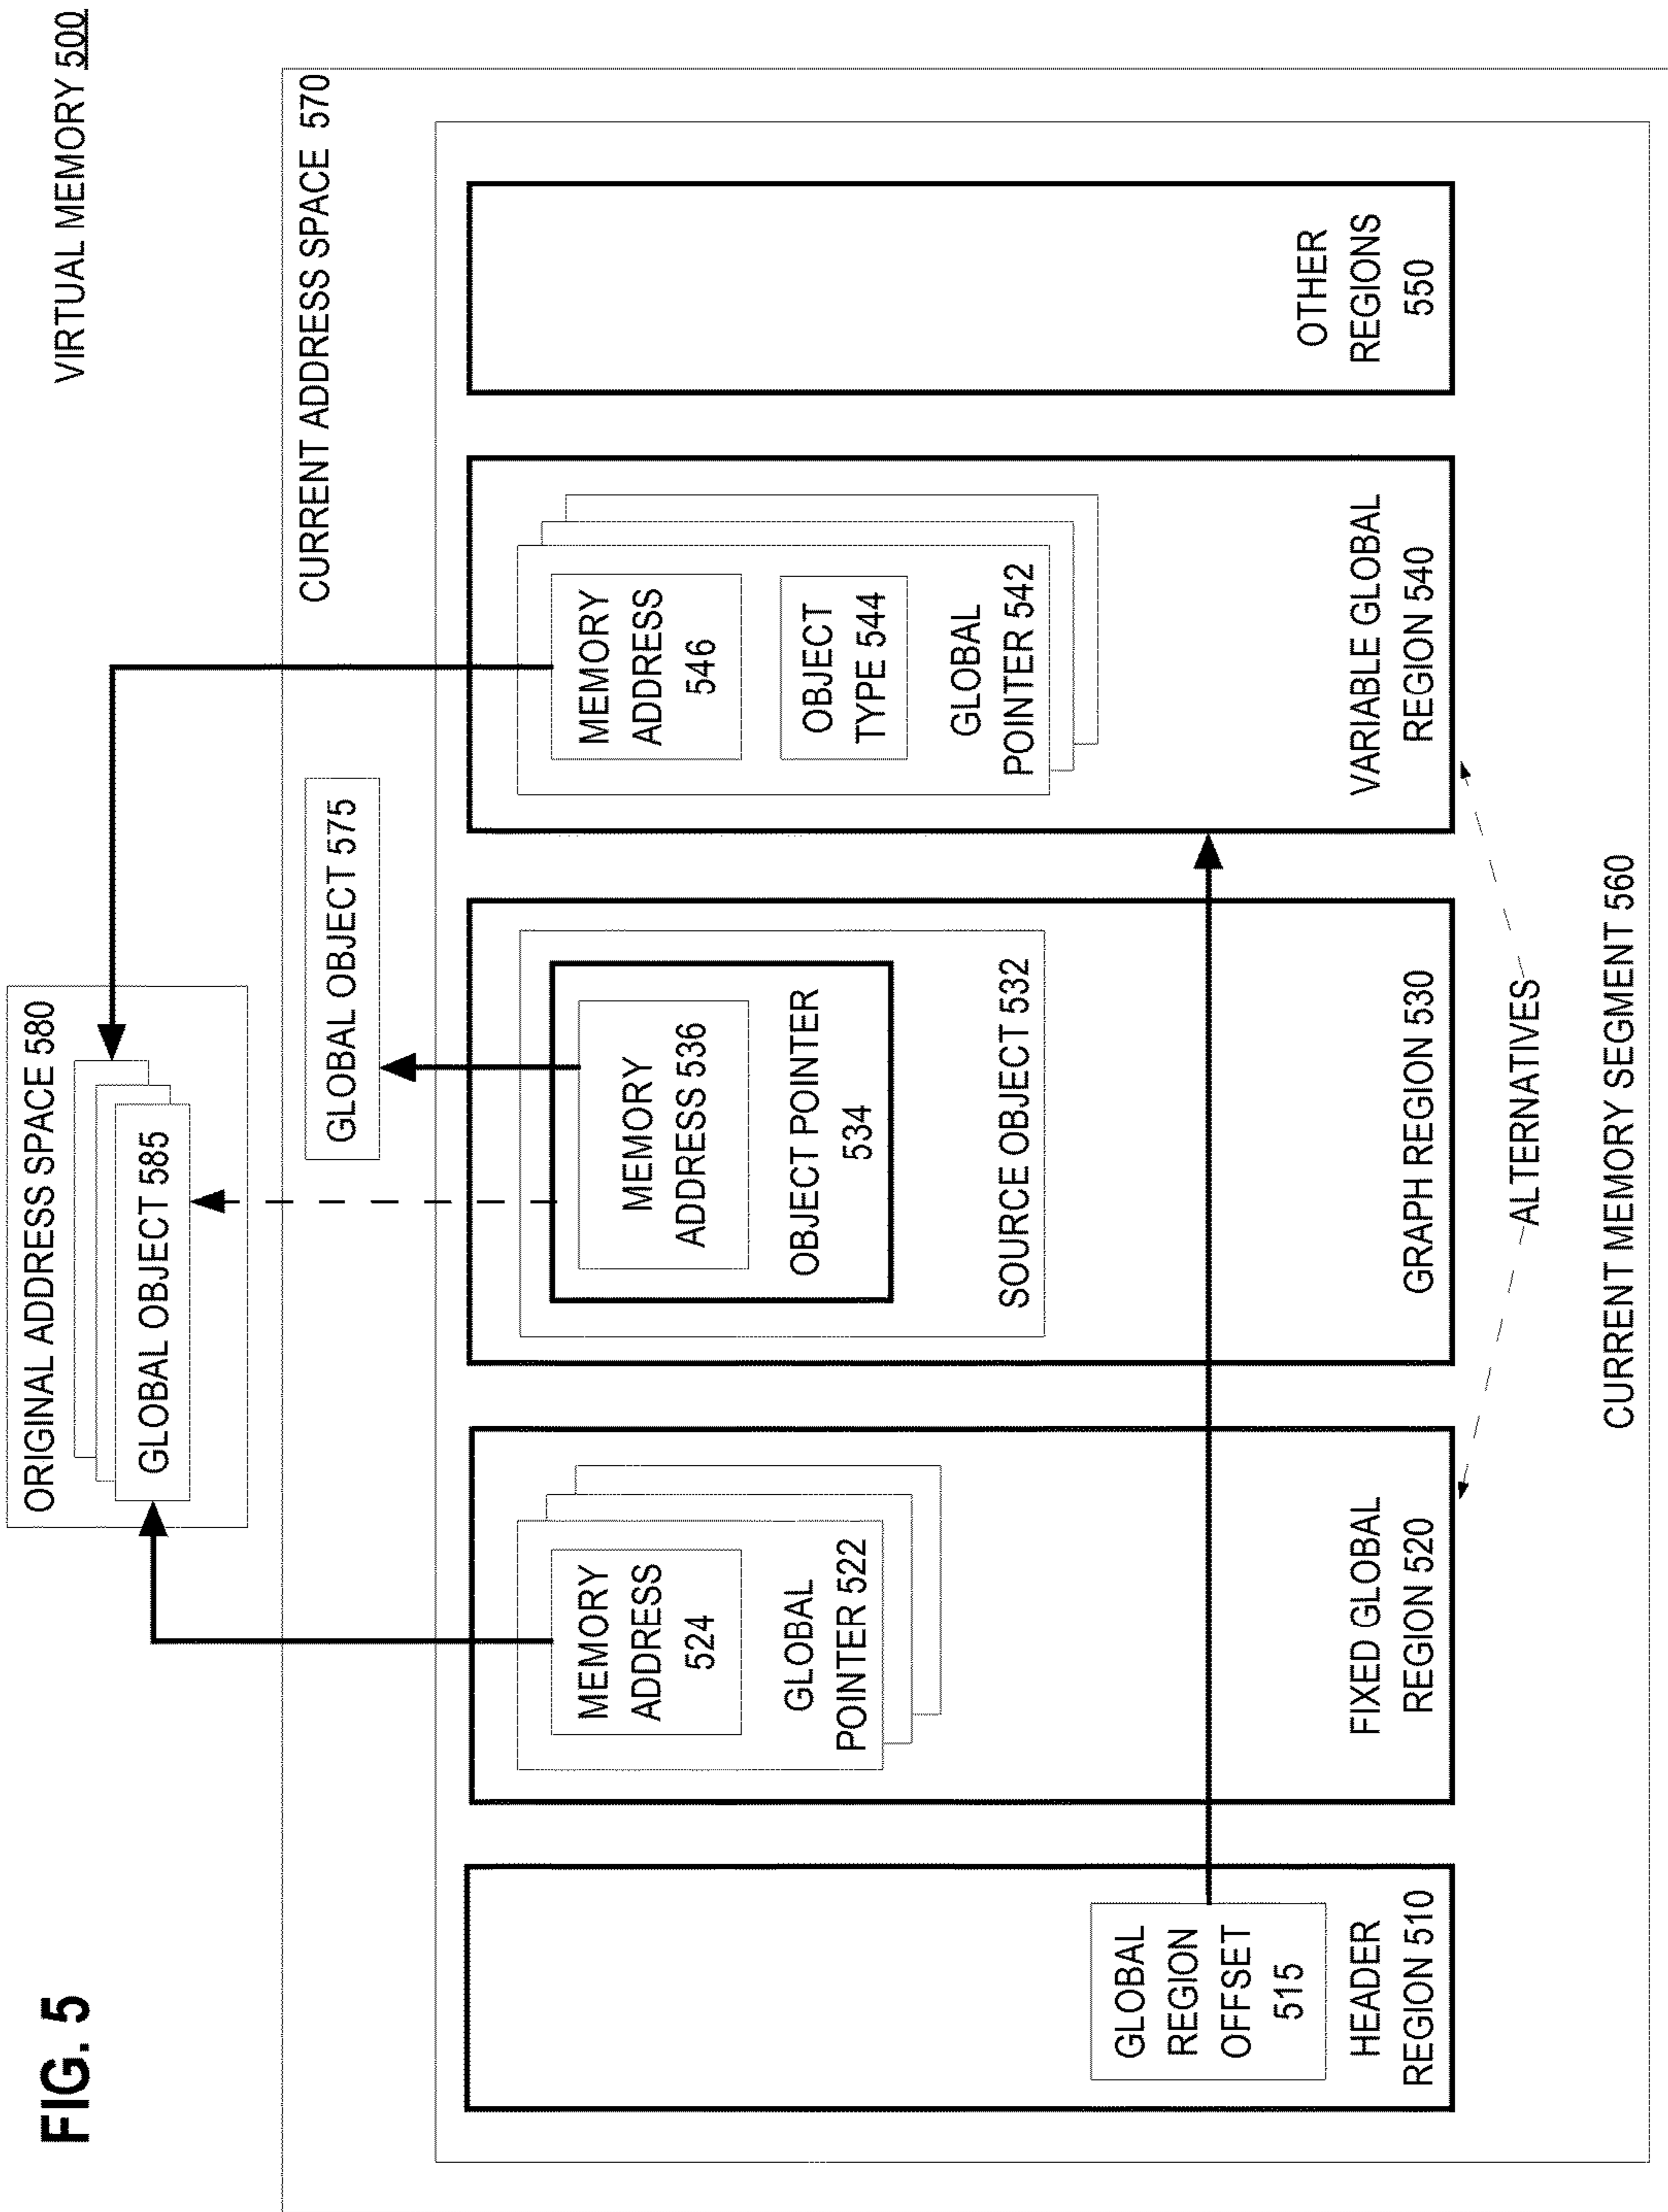 FIG. 5
VIRTUAL MEMORY 500
ORIGINAL ADDRESS SPACE 580
GLOBAL OBJECT 585
CURRENT ADDRESS SPACE 570
GLOBAL OBJECT 575
GLOBAL
REGION
OFFSET
515
HEADER
REGION 510
MEMORY
ADDRESS
524
GLOBAL
POINTER 522
FIXED GLOBAL
REGION 520
MEMORY
ADDRESS 536
OBJECT POINTER
534
SOURCE OBJECT 532
GRAPH REGION 530
MEMORY
ADDRESS
546
OBJECT
TYPE 544
GLOBAL
POINTER 542
VARIABLE GLOBAL
REGION 540
OTHER
REGIONS
550
ALTERNATIVES
CURRENT MEMORY SEGMENT 560